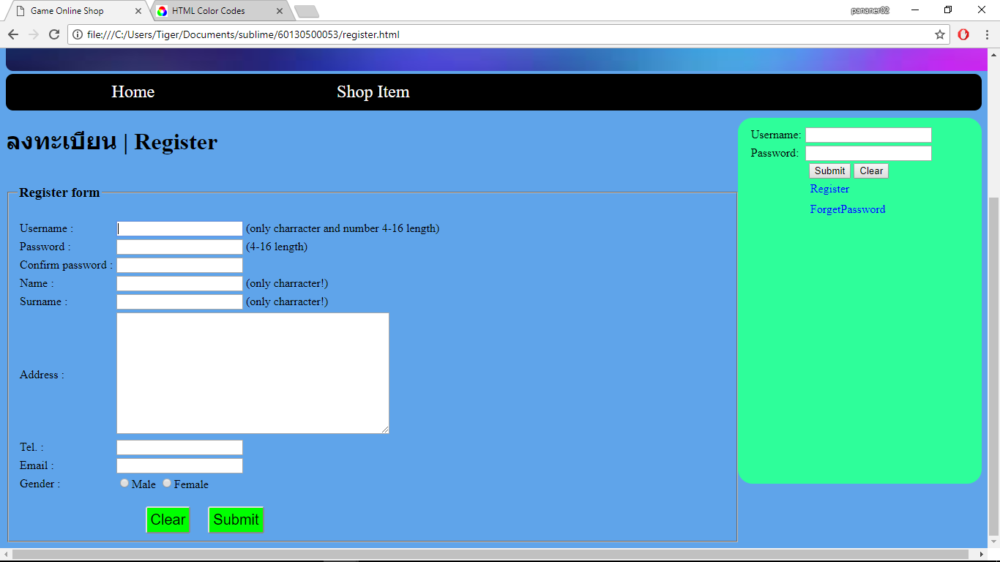 Game Online Shop
HTML Color Codes
pananer02
file:///C:/Users/Tiger/Documents/sublime/60130500053/register.html
Home Shop Item
ลงทะเบียน | Register
Register form
Username : (only charracter and number 4-16 length)
Password : (4-16 length)
Confirm password :
Name : (only charracter!)
Surname : (only charracter!)
Address :
Tel. :
Email :
Gender : Male Female
Clear Submit
Username:
Password:
Submit Clear
Register
ForgetPassword